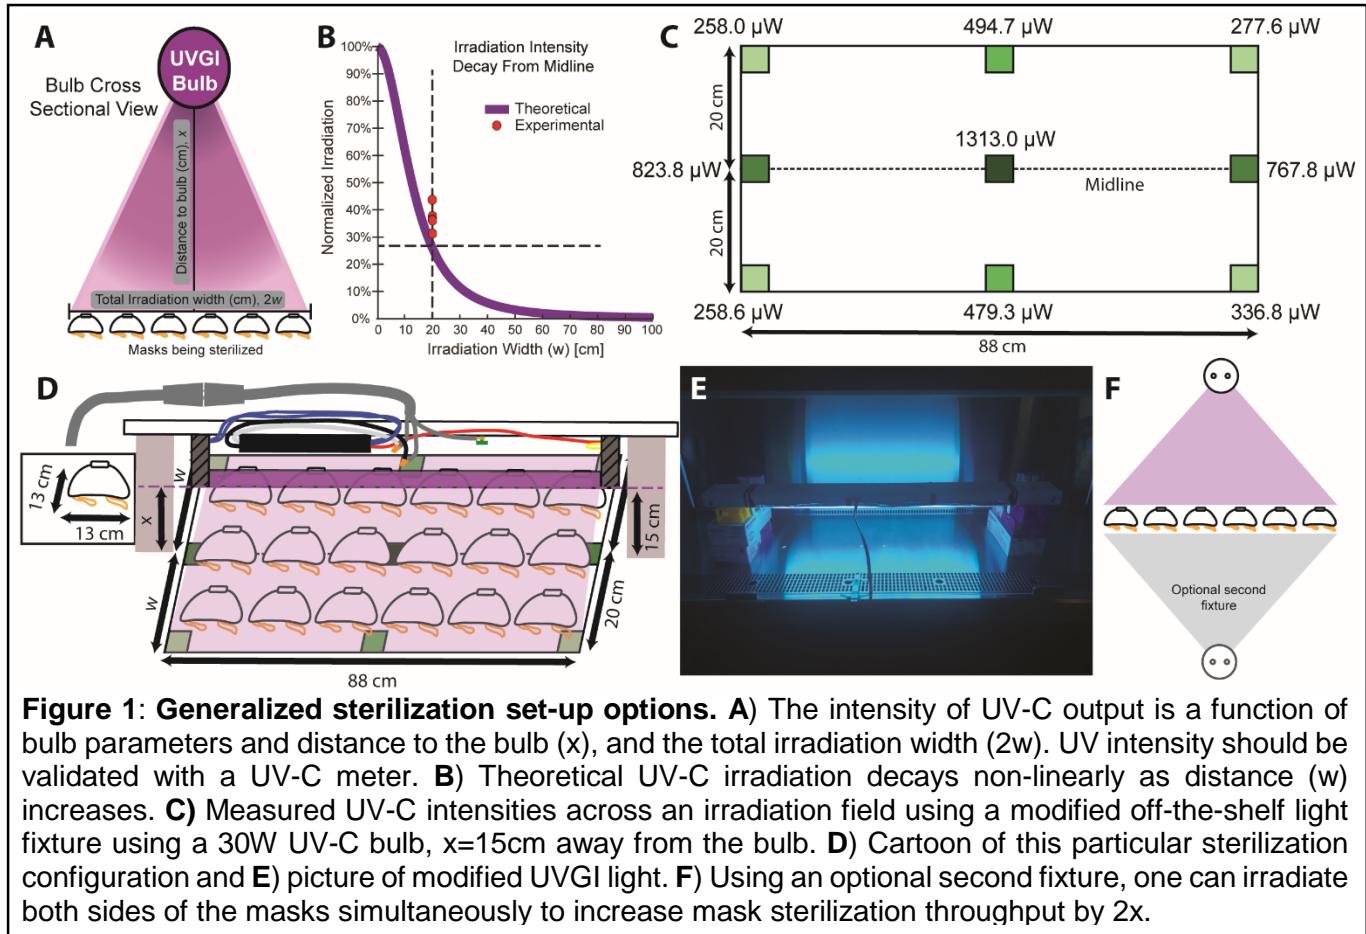 A
UVGI
Bulb
Bulb Cross
Sectional View
Distance to bulb (cm), x
Total Irradiation width (cm), 2w
Masks being sterilized
B
Irradiation Intensity
Decay From Midline
Theoretical
Experimental
Normalized Irradiation
100%
90%
80%
70%
60%
50%
40%
30%
20%
10%
0%
0 10 20 30 40 50 60 70 80 90 100
Irradiation Width (w) [cm]
C
258.0 µW 494.7 µW 277.6 µW
20 cm
1313.0 µW
823.8 µW 767.8 µW
Midline
20 cm
258.6 µW 479.3 µW 336.8 µW
88 cm
D
13 cm
13 cm
w
x
w
15 cm
20 cm
88 cm
E
F
Optional second
fixture
Figure 1: Generalized sterilization set-up options. A) The intensity of UV-C output is a function of
bulb parameters and distance to the bulb (x), and the total irradiation width (2w). UV intensity should be
validated with a UV-C meter. B) Theoretical UV-C irradiation decays non-linearly as distance (w)
increases. C) Measured UV-C intensities across an irradiation field using a modified off-the-shelf light
fixture using a 30W UV-C bulb, x=15cm away from the bulb. D) Cartoon of this particular sterilization
configuration and E) picture of modified UVGI light. F) Using an optional second fixture, one can irradiate
both sides of the masks simultaneously to increase mask sterilization throughput by 2x.